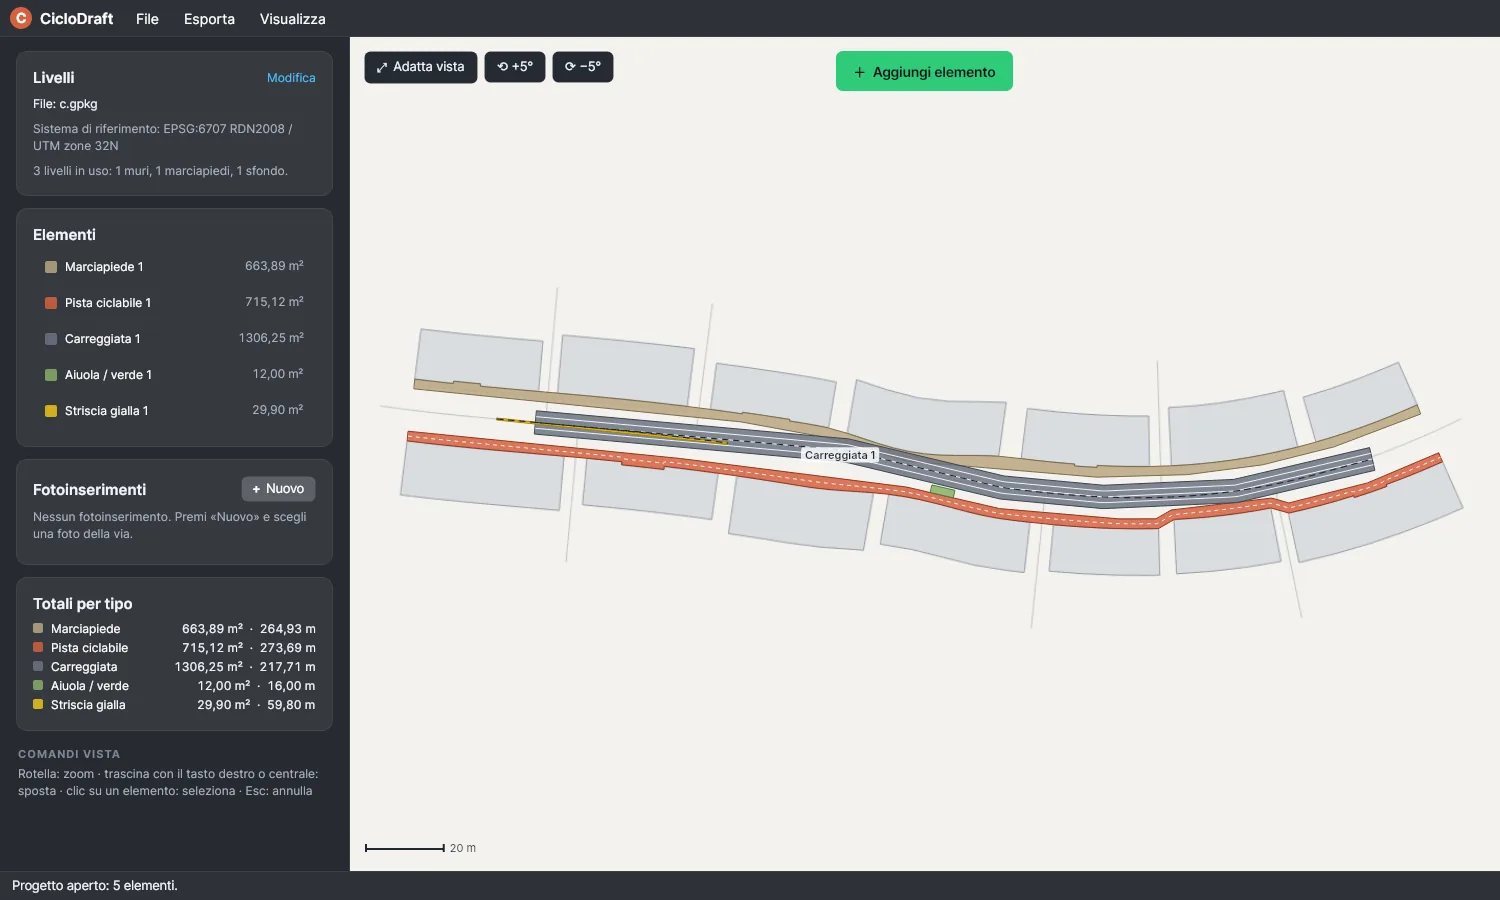 C CicloDraft File Esporta Visualizza
Livelli Modifica
File: c.gpkg
Sistema di riferimento: EPSG:6707 RDN2008 /
UTM zone 32N
3 livelli in uso: 1 muri, 1 marciapiedi, 1 sfondo.
Elementi
Marciapiede 1 663,89 m²
Pista ciclabile 1 715,12 m²
Carreggiata 1 1306,25 m²
Aiuola / verde 1 12,00 m²
Striscia gialla 1 29,90 m²
Fotoinserimenti + Nuovo
Nessun fotoinserimento. Premi «Nuovo» e scegli
una foto della via.
Totali per tipo
Marciapiede 663,89 m² · 264,93 m
Pista ciclabile 715,12 m² · 273,69 m
Carreggiata 1306,25 m² · 217,71 m
Aiuola / verde 12,00 m² · 16,00 m
Striscia gialla 29,90 m² · 59,80 m
COMANDI VISTA
Rotella: zoom · trascina con il tasto destro o centrale:
sposta · clic su un elemento: seleziona · Esc: annulla
⤢ Adatta vista ⟲ +5° ⟳ −5° + Aggiungi elemento
Carreggiata 1
20 m
Progetto aperto: 5 elementi.